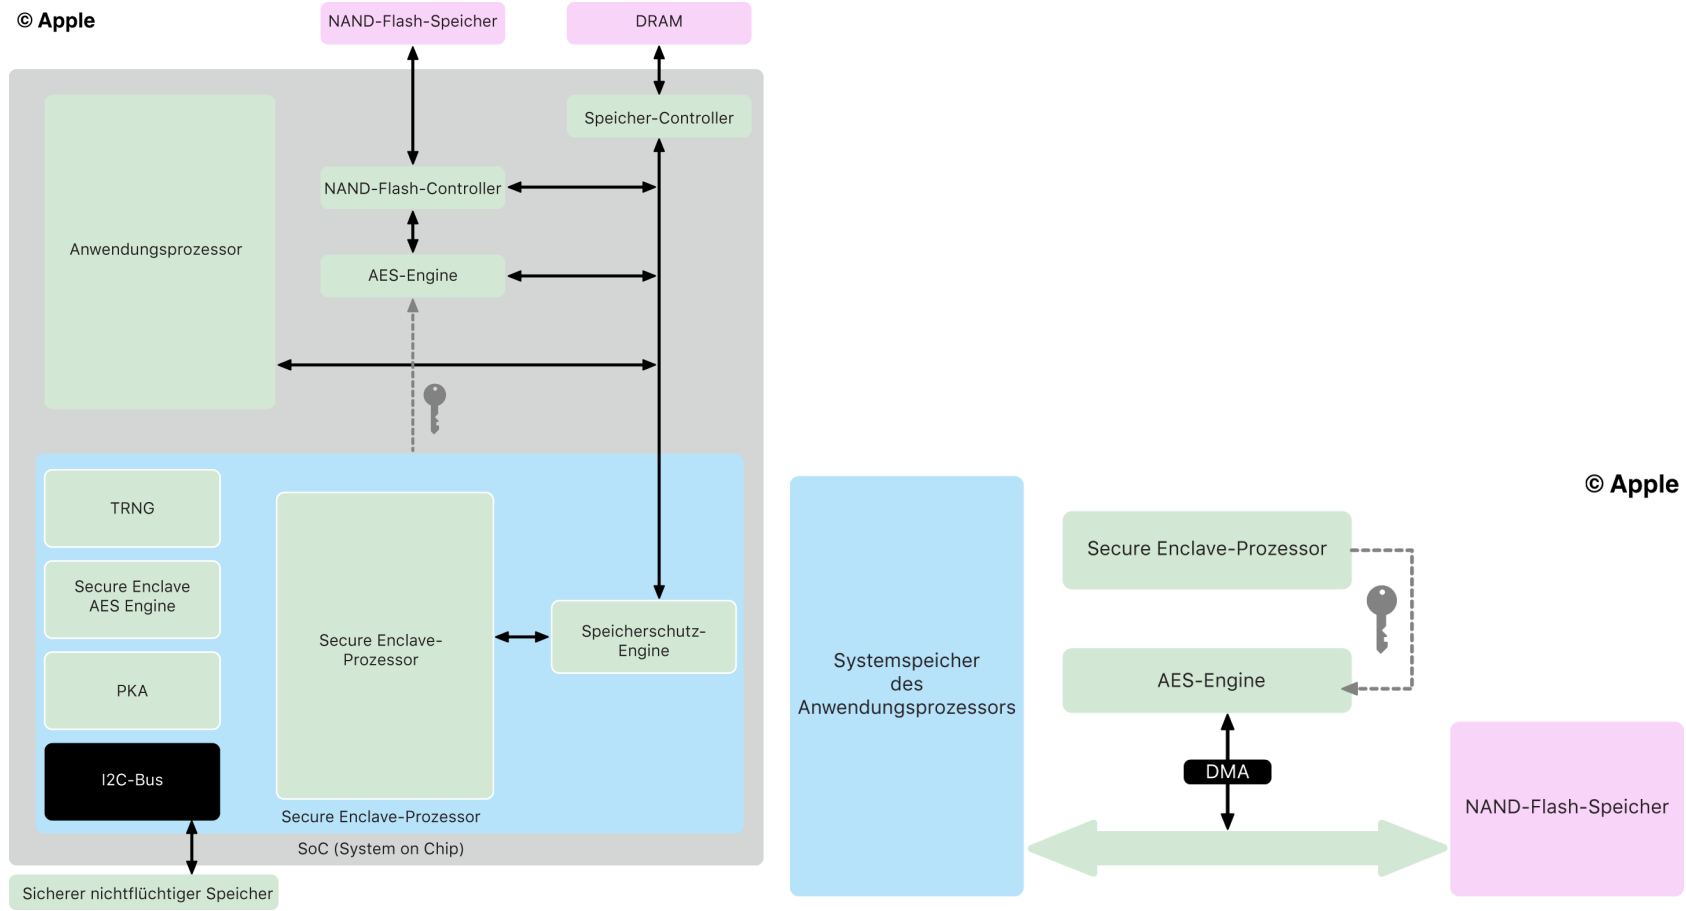 © Apple
NAND-Flash-Speicher
DRAM
Speicher-Controller
NAND-Flash-Controller
Anwendungsprozessor
AES-Engine
TRNG
Secure Enclave
AES Engine
PKA
I2C-Bus
Secure Enclave-
Prozessor
Speicherschutz-
Engine
Secure Enclave-Prozessor
SoC (System on Chip)
Sicherer nichtflüchtiger Speicher
© Apple
Systemspeicher
des
Anwendungsprozessors
Secure Enclave-Prozessor
AES-Engine
DMA
NAND-Flash-Speicher